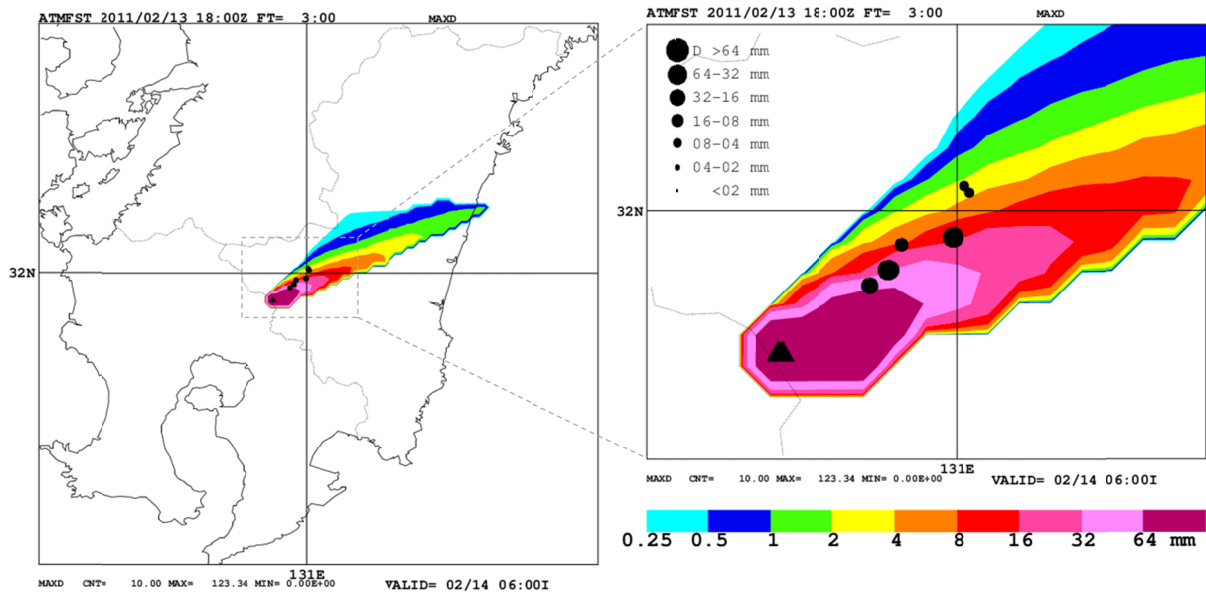 ATMFST 2011/02/13 18:00Z FT= 3:00 MAXD
32N
131E
MAXD CNT= 10.00 MAX= 123.34 MIN= 0.00E+00 VALID= 02/14 06:00I
ATMFST 2011/02/13 18:00Z FT= 3:00 MAXD
D >64 mm
64-32 mm
32-16 mm
16-08 mm
08-04 mm
04-02 mm
<02 mm
32N
131E
MAXD CNT= 10.00 MAX= 123.34 MIN= 0.00E+00 VALID= 02/14 06:00I
0.25 0.5 1 2 4 8 16 32 64 mm